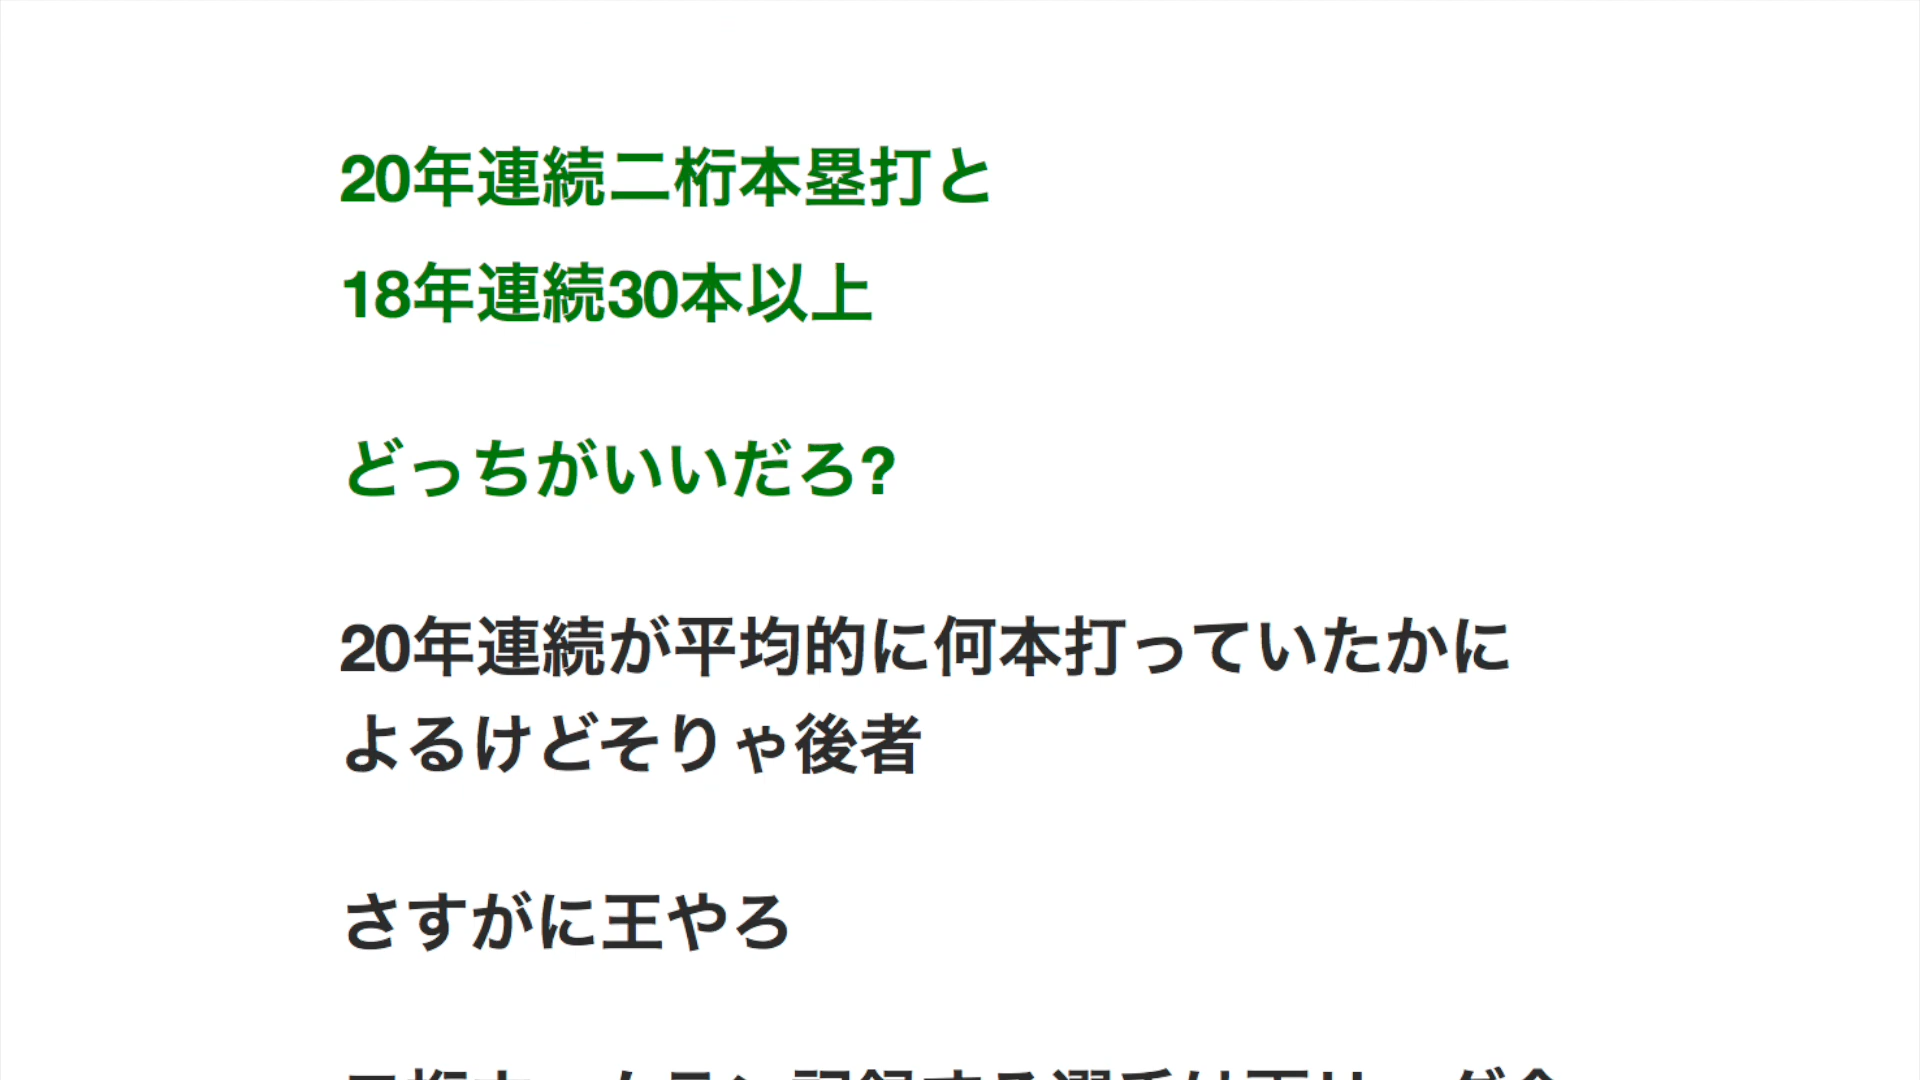 20年連続二桁本塁打と
18年連続30本以上
どっちがいいだろ?
20年連続が平均的に何本打っていたかに
よるけどそりゃ後者
さすがに王やろ